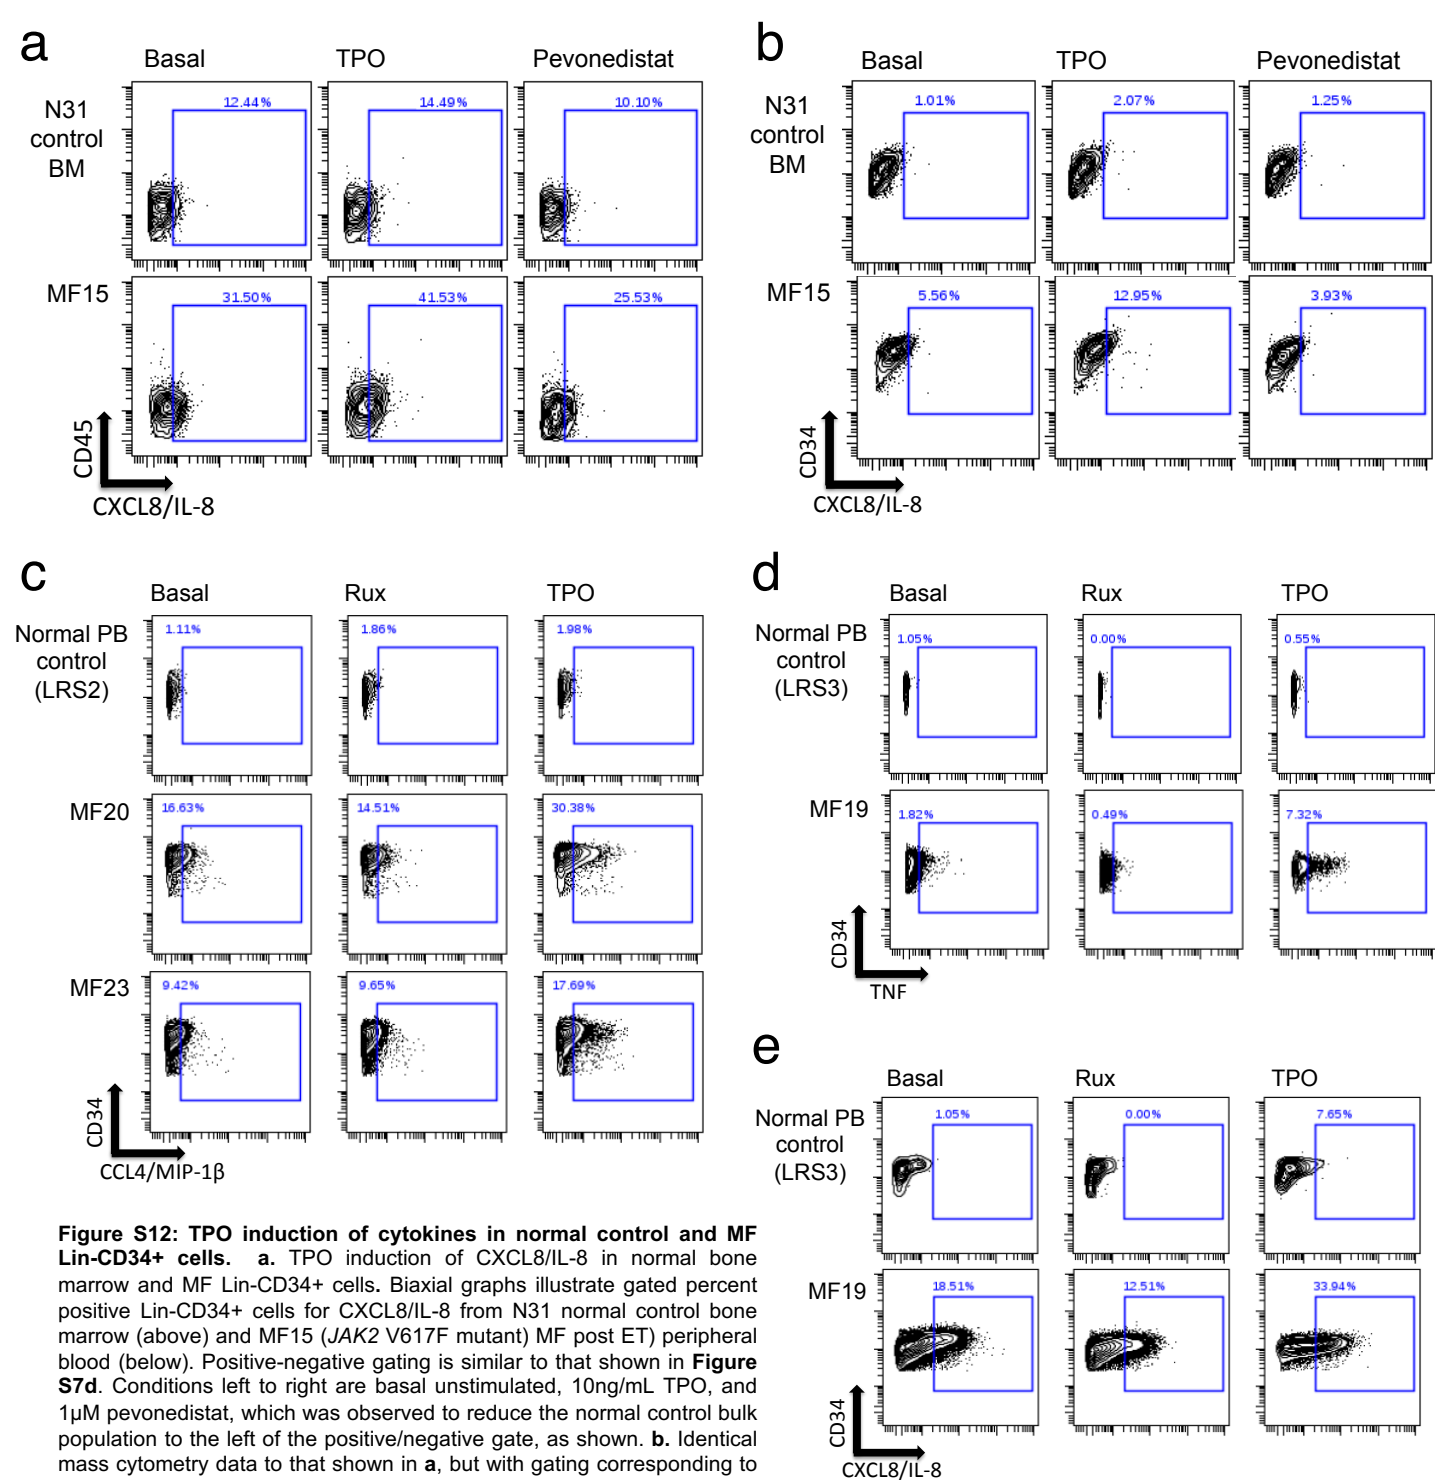 a
Basal TPO Pevonedistat
N31
control
BM
12.44% 14.49% 10.10%
MF15
31.50% 41.53% 25.53%
CD45
CXCL8/IL-8
b
Basal TPO Pevonedistat
N31
control
BM
1.01% 2.07% 1.25%
MF15
5.56% 12.95% 3.93%
CD34
CXCL8/IL-8
c
Basal Rux TPO
Normal PB
control
(LRS2)
1.11% 1.86% 1.98%
MF20
16.63% 14.51% 30.38%
MF23
9.42% 9.65% 17.69%
CD34
CCL4/MIP-1β
d
Basal Rux TPO
Normal PB
control
(LRS3)
1.05% 0.00% 0.55%
MF19
1.82% 0.49% 7.32%
CD34
TNF
e
Basal Rux TPO
Normal PB
control
(LRS3)
1.05% 0.00% 7.65%
MF19
18.51% 12.51% 33.94%
CD34
CXCL8/IL-8
Figure S12: TPO induction of cytokines in normal control and MF
Lin-CD34+ cells. a. TPO induction of CXCL8/IL-8 in normal bone
marrow and MF Lin-CD34+ cells. Biaxial graphs illustrate gated percent
positive Lin-CD34+ cells for CXCL8/IL-8 from N31 normal control bone
marrow (above) and MF15 (JAK2 V617F mutant) MF post ET) peripheral
blood (below). Positive-negative gating is similar to that shown in Figure
S7d. Conditions left to right are basal unstimulated, 10ng/mL TPO, and
1µM pevonedistat, which was observed to reduce the normal control bulk
population to the left of the positive/negative gate, as shown. b. Identical
mass cytometry data to that shown in a, but with gating corresponding to